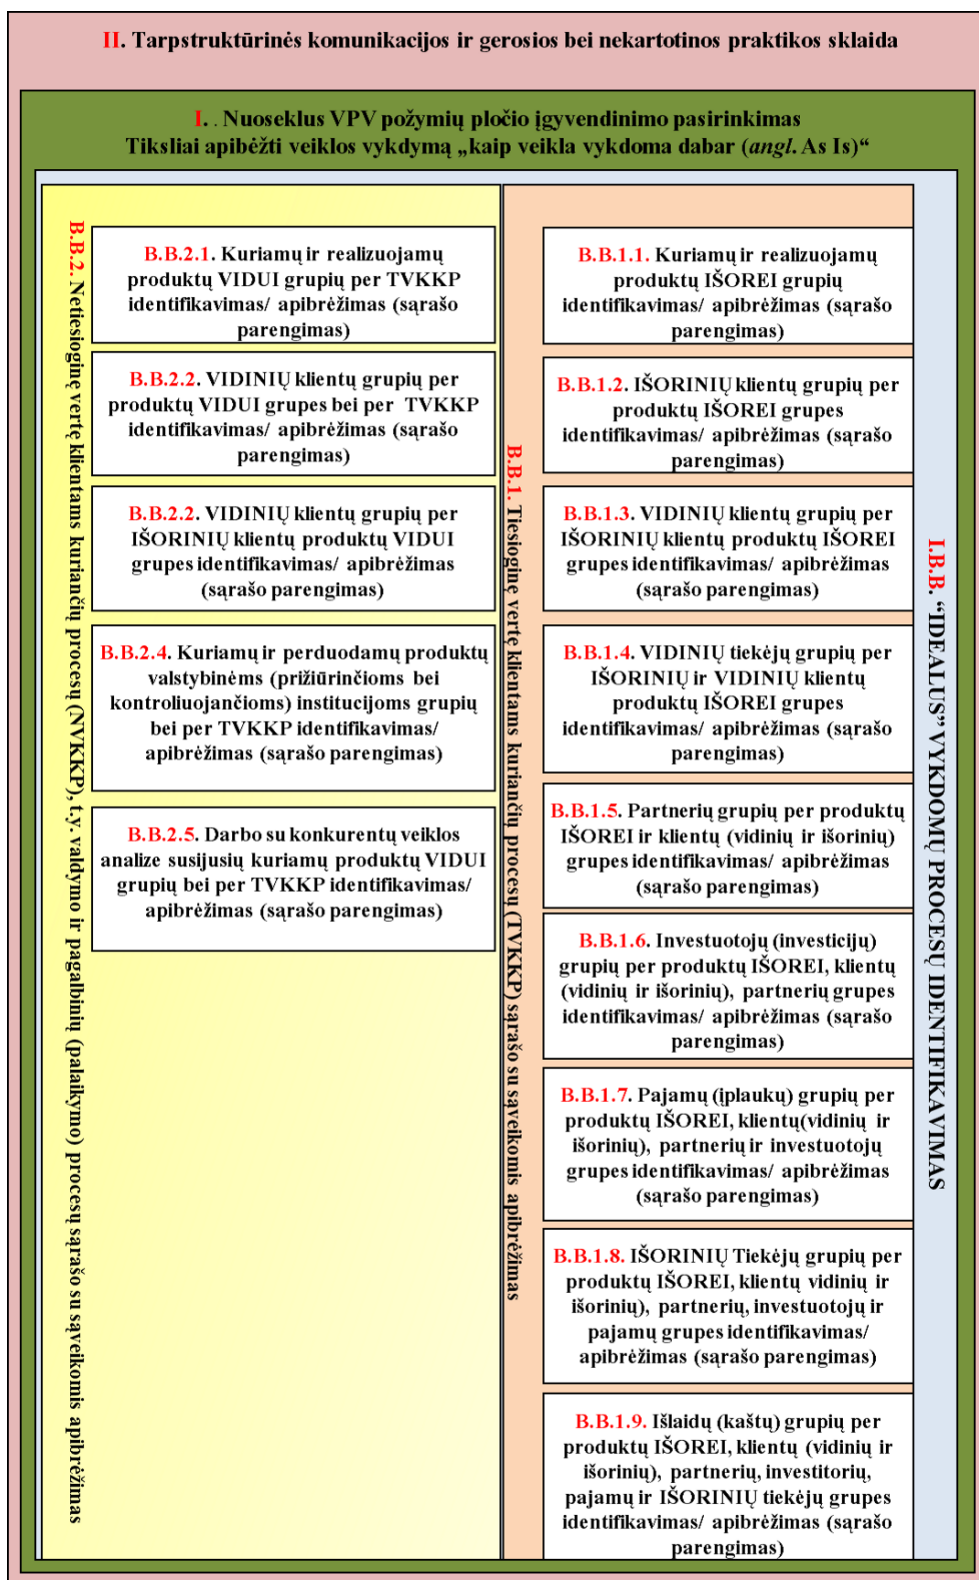 II. Tarpstruktūrinės komunikacijos ir gerosios bei nekartotinos praktikos sklaida
I. . Nuoseklus VPV požymių pločio įgyvendinimo pasirinkimas
Tiksliai apibėžti veiklos vykdymą „kaip veikla vykdoma dabar (angl. As Is)“
B.B.2. Netiesioginę vertę klientams kuriančių procesų (NVKKP), t.y. valdymo ir pagalbinių (palaikymo) procesų sąrašo su sąveikomis apibrėžimas
B.B.2.1. Kuriamų ir realizuojamų
produktų VIDUI grupių per TVKKP
identifikavimas/ apibrėžimas (sąrašo
parengimas)
B.B.2.2. VIDINIŲ klientų grupių per
produktų VIDUI grupes bei per TVKKP
identifikavimas/ apibrėžimas (sąrašo
parengimas)
B.B.2.2. VIDINIŲ klientų grupių per
IŠORINIŲ klientų produktų VIDUI
grupes identifikavimas/ apibrėžimas
(sąrašo parengimas)
B.B.2.4. Kuriamų ir perduodamų produktų
valstybinėms (prižiūrinčioms bei
kontroliuojančioms) institucijoms grupių
bei per TVKKP identifikavimas/
apibrėžimas (sąrašo parengimas)
B.B.2.5. Darbo su konkurentų veiklos
analize susijusių kuriamų produktų VIDUI
grupių bei per TVKKP identifikavimas/
apibrėžimas (sąrašo parengimas)
B.B.1. Tiesioginę vertę klientams kuriančių procesų (TVKKP) sąrašo su sąveikomis apibrėžimas
B.B.1.1. Kuriamų ir realizuojamų
produktų IŠOREI grupių
identifikavimas/ apibrėžimas (sąrašo
parengimas)
B.B.1.2. IŠORINIŲ klientų grupių per
produktų IŠOREI grupes
identifikavimas/ apibrėžimas (sąrašo
parengimas)
B.B.1.3. VIDINIŲ klientų grupių per
IŠORINIŲ klientų produktų IŠOREI
grupes identifikavimas/ apibrėžimas
(sąrašo parengimas)
B.B.1.4. VIDINIŲ tiekėjų grupių per
IŠORINIŲ ir VIDINIŲ klientų
produktų IŠOREI grupes
identifikavimas/ apibrėžimas (sąrašo
parengimas)
B.B.1.5. Partnerių grupių per produktų
IŠOREI ir klientų (vidinių ir išorinių)
grupes identifikavimas/ apibrėžimas
(sąrašo parengimas)
B.B.1.6. Investuotojų (investicijų)
grupių per produktų IŠOREI, klientų
(vidinių ir išorinių), partnerių grupes
identifikavimas/ apibrėžimas (sąrašo
parengimas)
B.B.1.7. Pajamų (įplaukų) grupių per
produktų IŠOREI, klientų(vidinių ir
išorinių), partnerių ir investuotojų
grupes identifikavimas/ apibrėžimas
(sąrašo parengimas)
B.B.1.8. IŠORINIŲ Tiekėjų grupių per
produktų IŠOREI, klientų vidinių ir
išorinių), partnerių, investuotojų ir
pajamų grupes identifikavimas/
apibrėžimas (sąrašo parengimas)
B.B.1.9. Išlaidų (kaštų) grupių per
produktų IŠOREI, klientų (vidinių ir
išorinių), partnerių, investitorių,
pajamų ir IŠORINIŲ tiekėjų grupes
identifikavimas/ apibrėžimas (sąrašo
parengimas)
I.B.B. “IDEALUS” VYKDOMŲ PROCESŲ IDENTIFIKAVIMAS